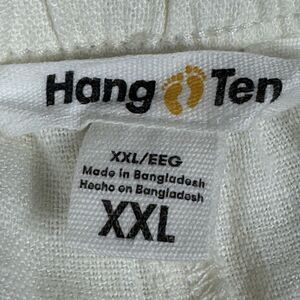 Hang Ten
XXL/EEG
Made in Bangladesh
Hecho en Bangladesh
XXL